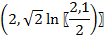 (2, √2 ln〖2,1/2〗)